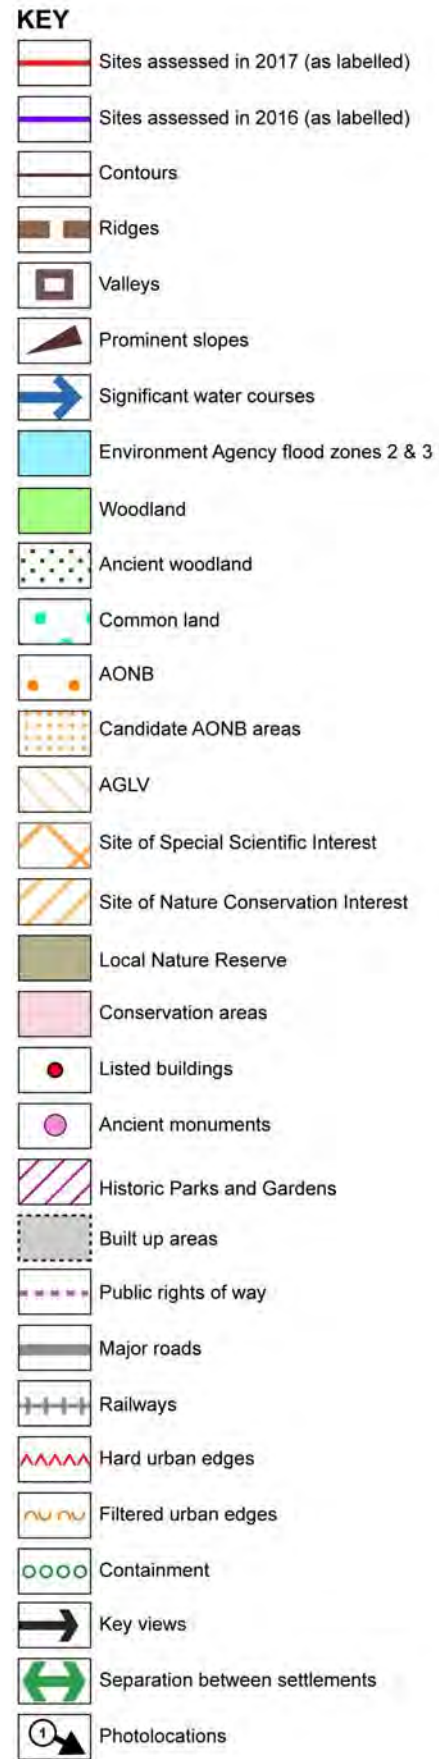 KEY
Sites assessed in 2017 (as labelled)
Sites assessed in 2016 (as labelled)
Contours
Ridges
Valleys
Prominent slopes
Significant water courses
Environment Agency flood zones 2 & 3
Woodland
Ancient woodland
Common land
AONB
Candidate AONB areas
AGLV
Site of Special Scientific Interest
Site of Nature Conservation Interest
Local Nature Reserve
Conservation areas
Listed buildings
Ancient monuments
Historic Parks and Gardens
Built up areas
Public rights of way
Major roads
Railways
Hard urban edges
Filtered urban edges
Containment
Key views
Separation between settlements
1 Photolocations